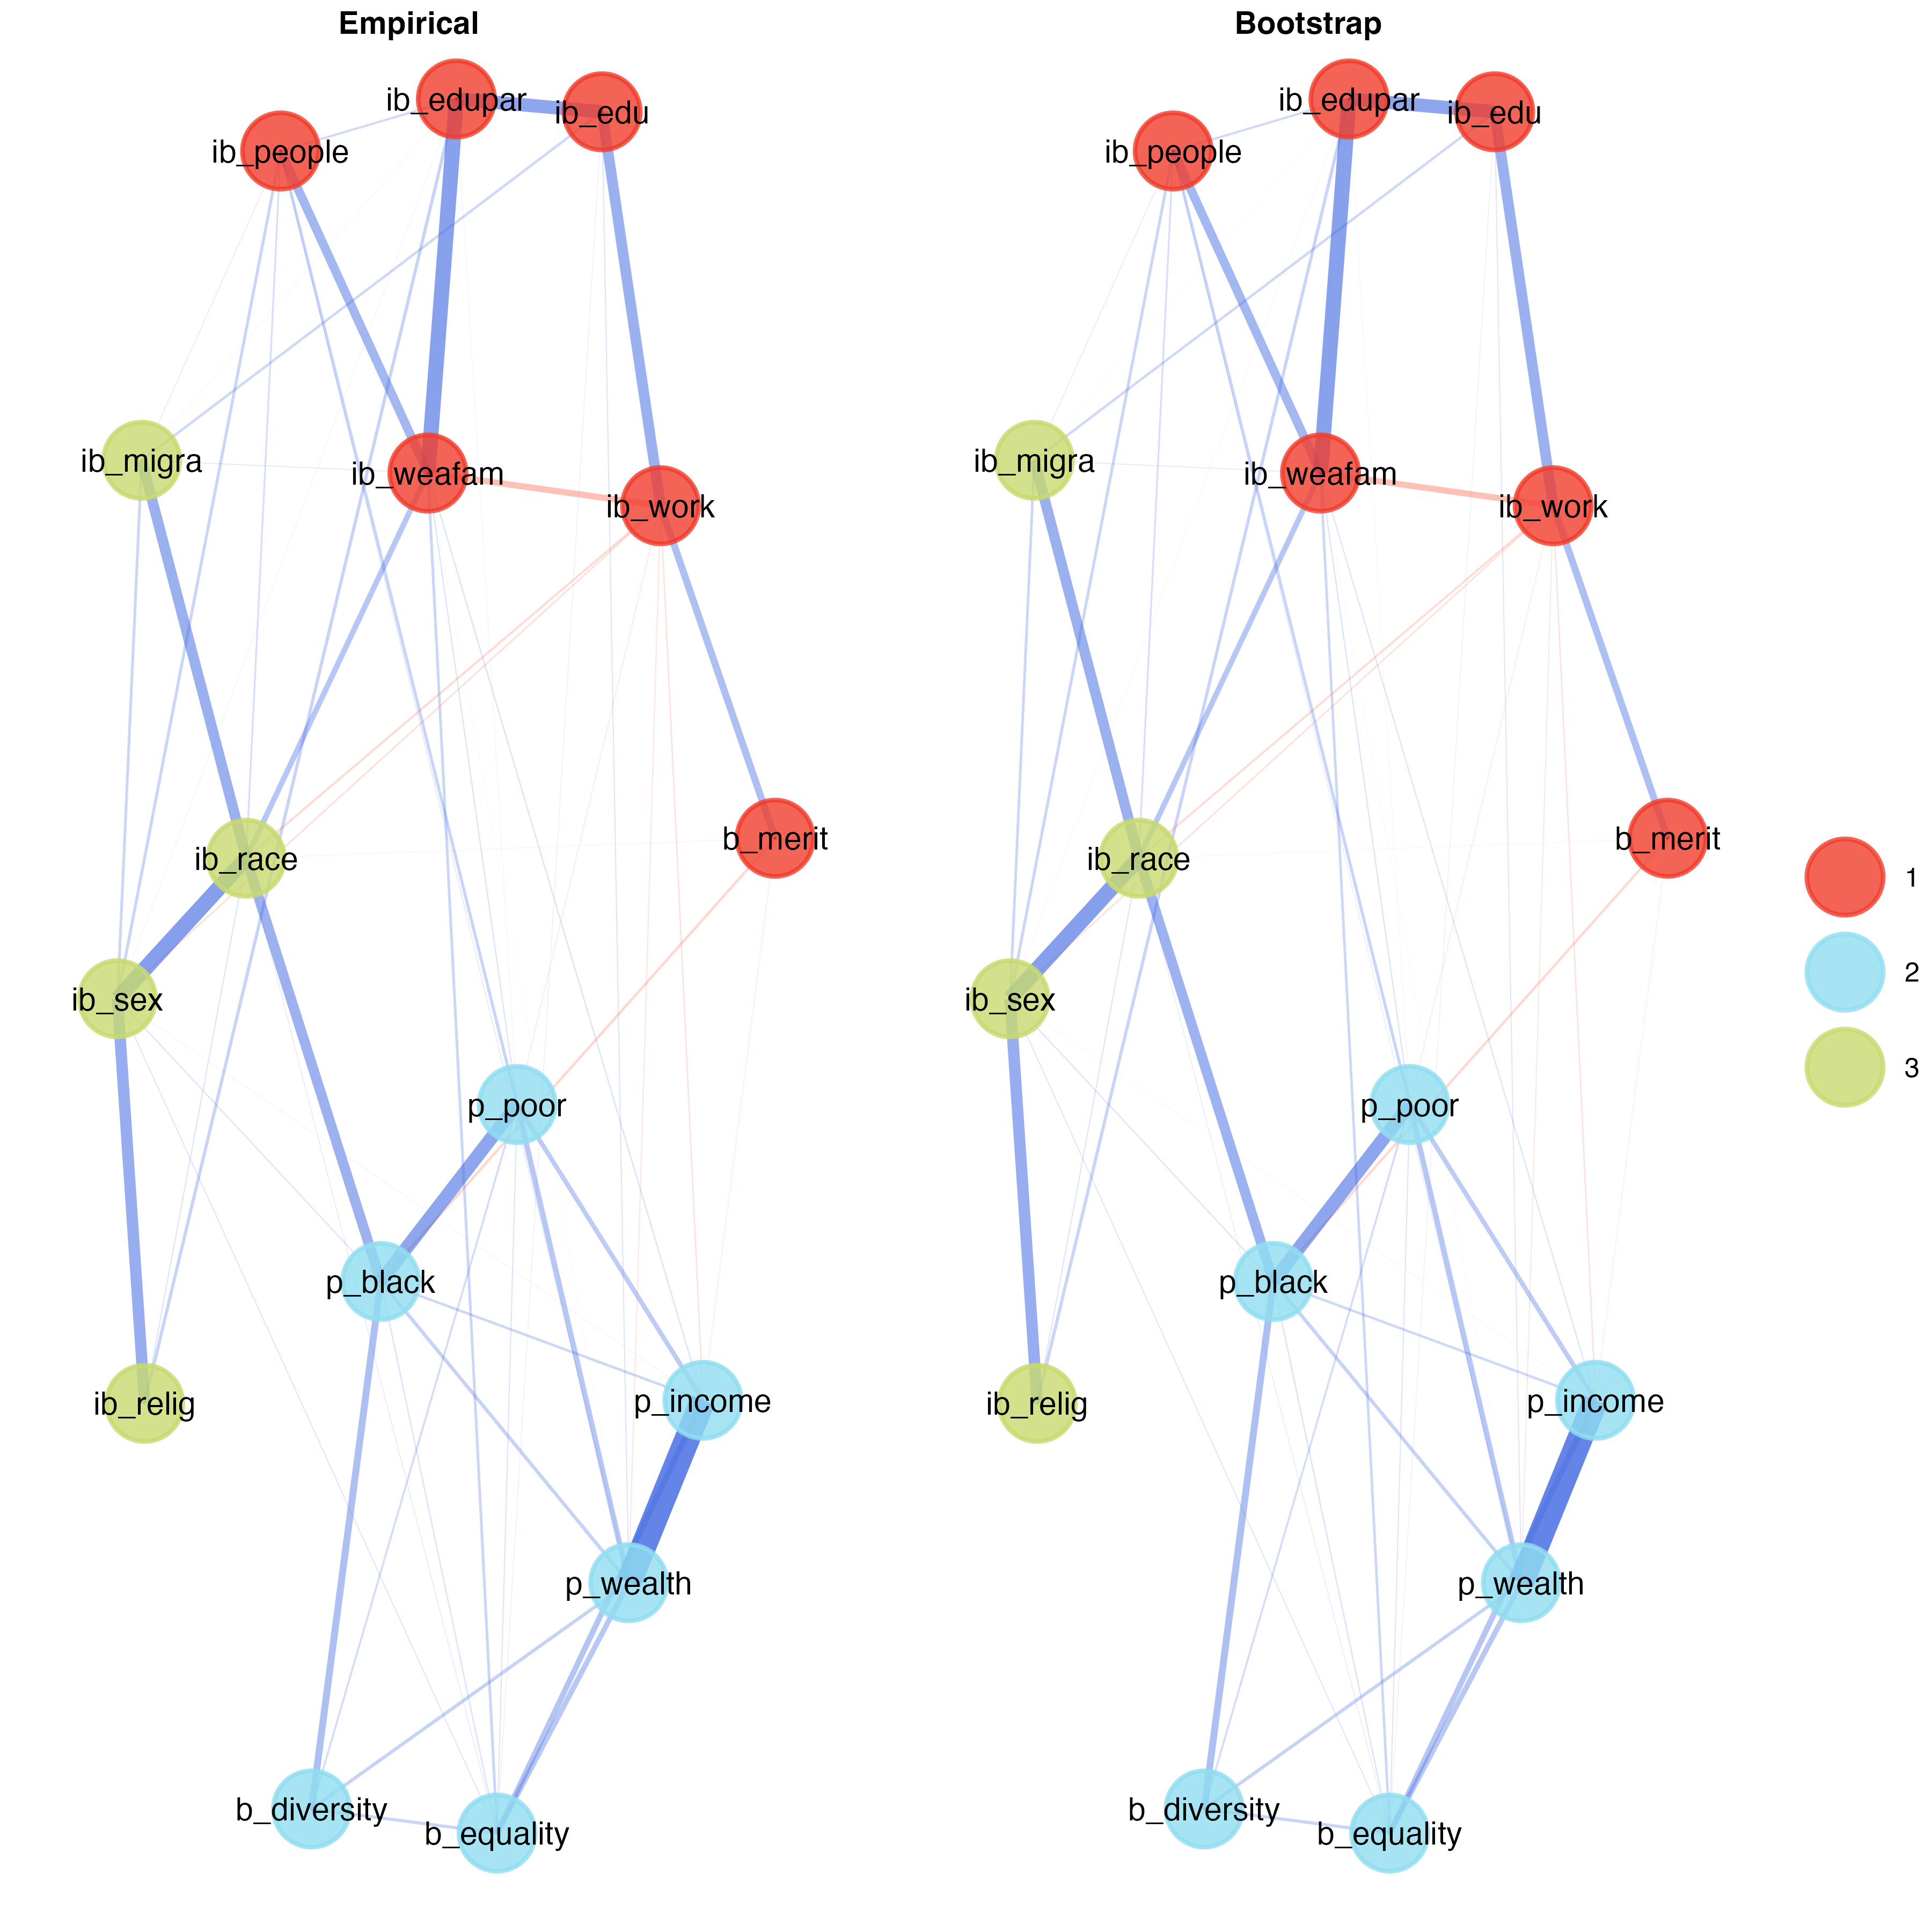 Empirical
ib_edupar
ib_edu
ib_people
ib_migra
ib_weafam
ib_work
b_merit
ib_race
ib_sex
p_poor
p_black
ib_relig
p_income
p_wealth
b_diversity
b_equality
Bootstrap
ib_edupar
ib_edu
ib_people
ib_migra
ib_weafam
ib_work
b_merit
ib_race
ib_sex
p_poor
p_black
ib_relig
p_income
p_wealth
b_diversity
b_equality
1
2
3